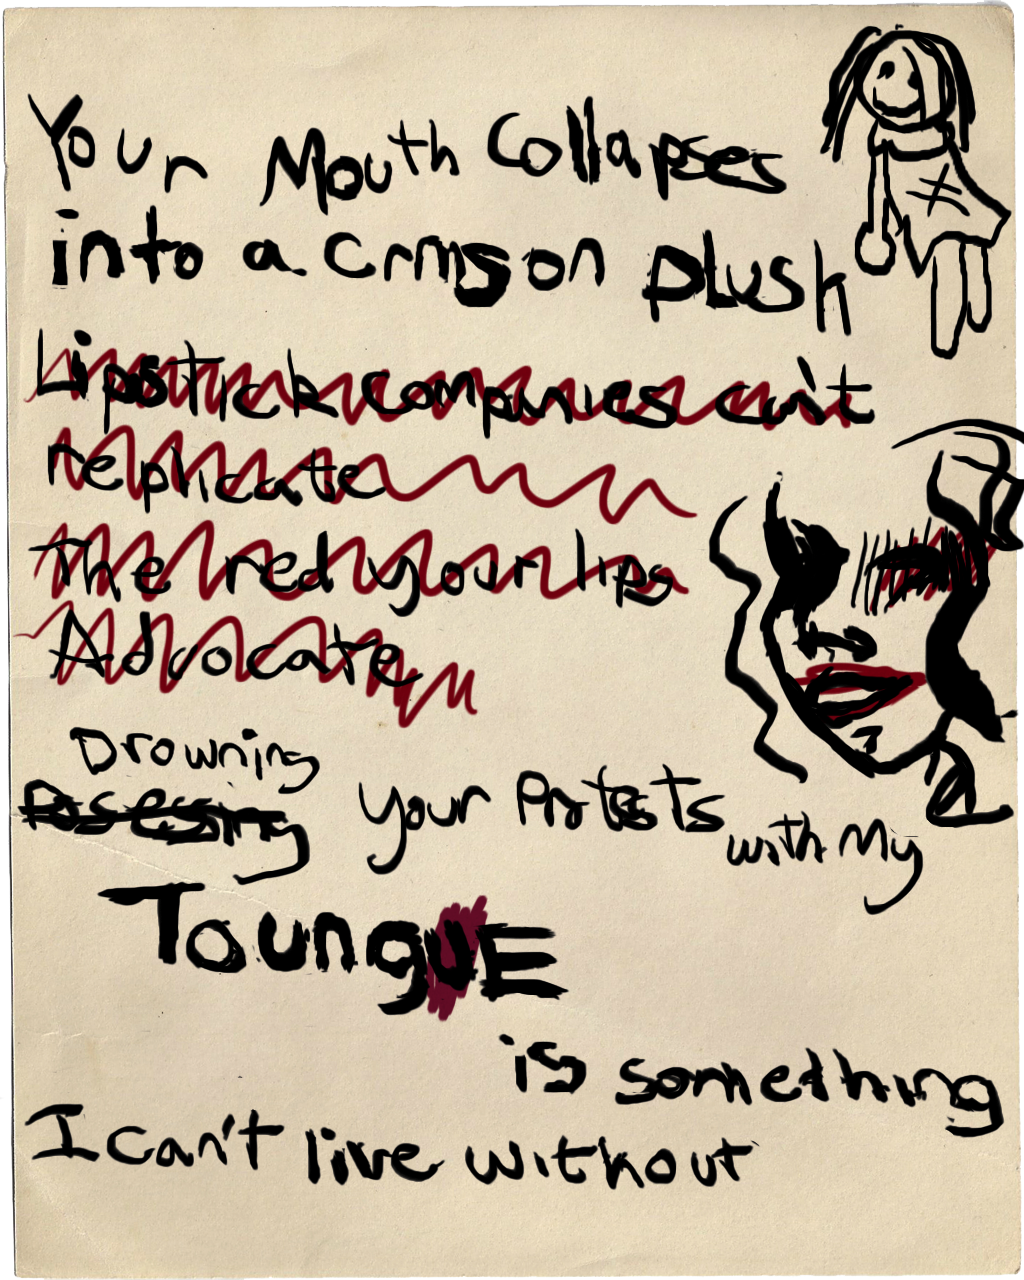 Your Mouth Collapses
into a crmson plush
Lipstick companies can't
replicate
The red your lips
Advocate
Drowning
Posessing your Protests with My
ToungUE
is something
I can't live without